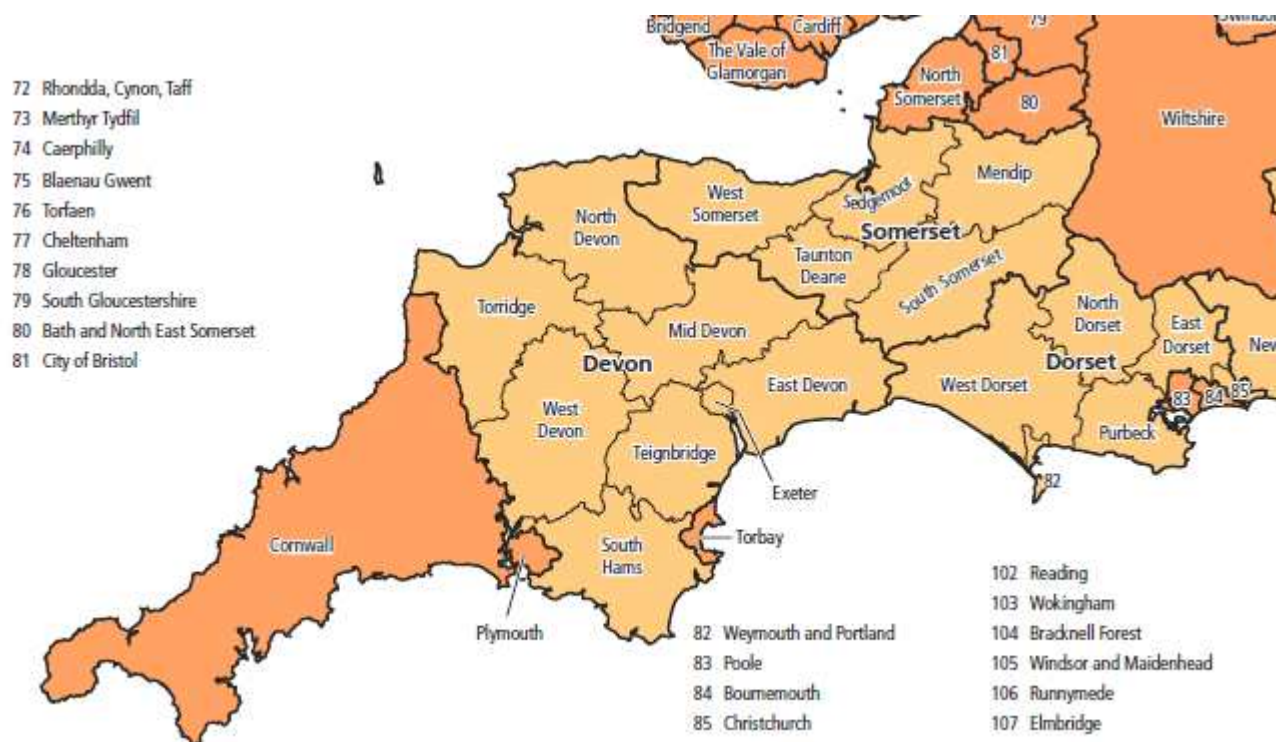 Bridgend
Cardiff
79
Swindon
The Vale of
Glamorgan
81
North
Somerset
80
Wiltshire
72 Rhondda, Cynon, Taff
73 Merthyr Tydfil
74 Caerphilly
75 Blaenau Gwent
76 Torfaen
77 Cheltenham
78 Gloucester
79 South Gloucestershire
80 Bath and North East Somerset
81 City of Bristol
Mendip
Sedgemoor
West
Somerset
North
Devon
Somerset
Taunton
Deane
South Somerset
Torridge
Mid Devon
North
Dorset
East
Dorset
New
Devon
East Devon
West Dorset
Dorset
83
84
85
West
Devon
Teignbridge
Purbeck
82
Exeter
Torbay
Cornwall
South
Hams
Plymouth
82 Weymouth and Portland
83 Poole
84 Bournemouth
85 Christchurch
102 Reading
103 Wokingham
104 Bracknell Forest
105 Windsor and Maidenhead
106 Runnymede
107 Elmbridge